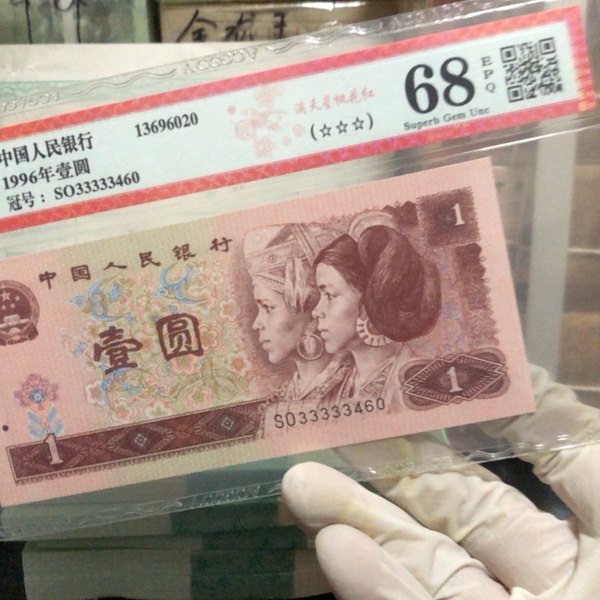 中国人民银行
13696020
1996年壹圆
冠号：SO33333460
满天星桃花红
(☆☆☆)
68
EPQ
Superb Gem Unc
中国人民银行
1
壹圆
SO33333460
1
1